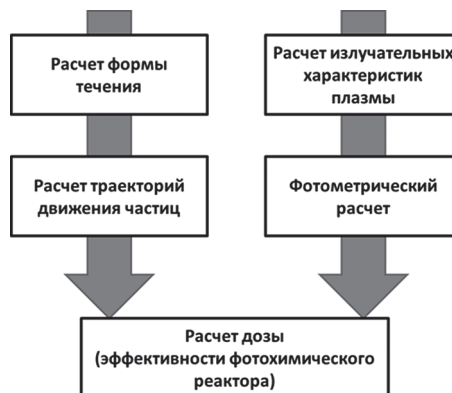 Расчет формы
течения
Расчет излучательных
характеристик
плазмы
Расчет траекторий
движения частиц
Фотометрический
расчет
Расчет дозы
(эффективности фотохимического
реактора)